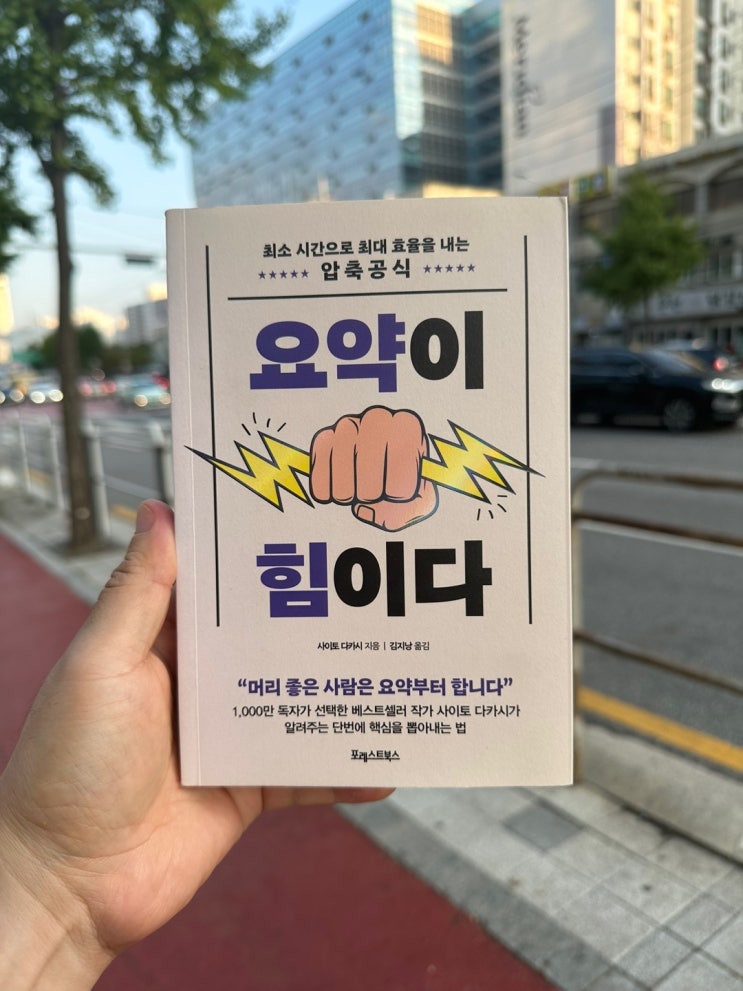 최소 시간으로 최대 효율을 내는
★★★★★ 압축공식 ★★★★★
요약이
힘이다
사이토 다카시 지음 | 김지낭 옮김
“머리 좋은 사람은 요약부터 합니다”
1,000만 독자가 선택한 베스트셀러 작가 사이토 다카시가
알려주는 단번에 핵심을 뽑아내는 법
포레스트북스